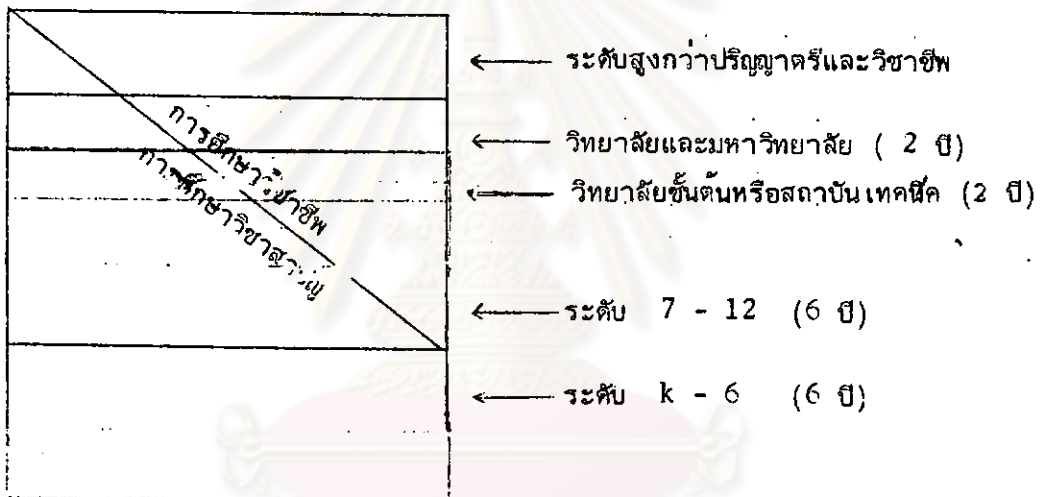 ระดับสูงกว่าปริญญาตรีและวิชาชีพ
วิทยาลัยและมหาวิทยาลัย ( 2 ปี)
วิทยาลัยชั้นต้นหรือสถาบันเทคนิค (2 ปี)
การศึกษาวิชาชีพ
การศึกษาวิชาสามัญ
ระดับ 7 - 12 (6 ปี)
ระดับ k - 6 (6 ปี)